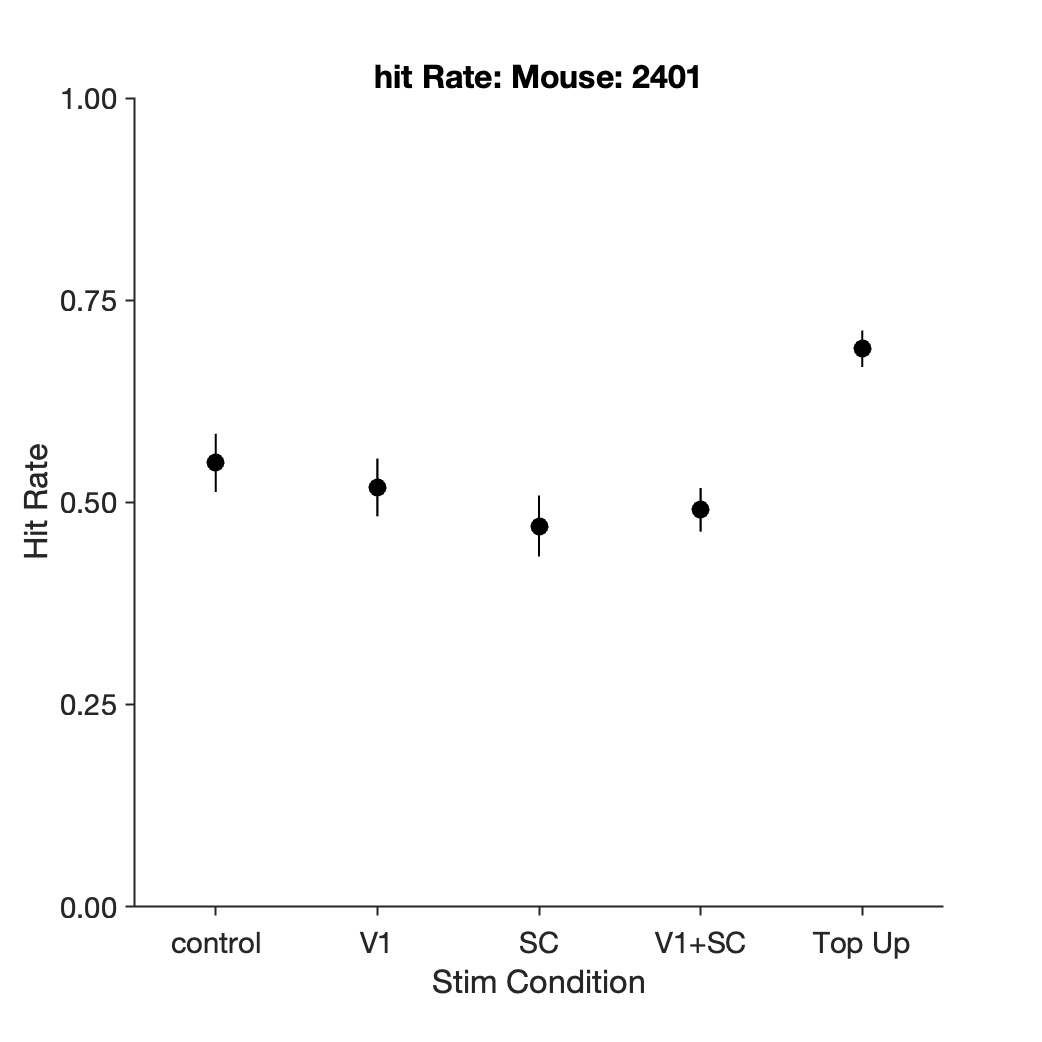 hit Rate: Mouse: 2401
1.00
0.75
0.50
0.25
0.00
Hit Rate
control
V1
SC
V1+SC
Top Up
Stim Condition